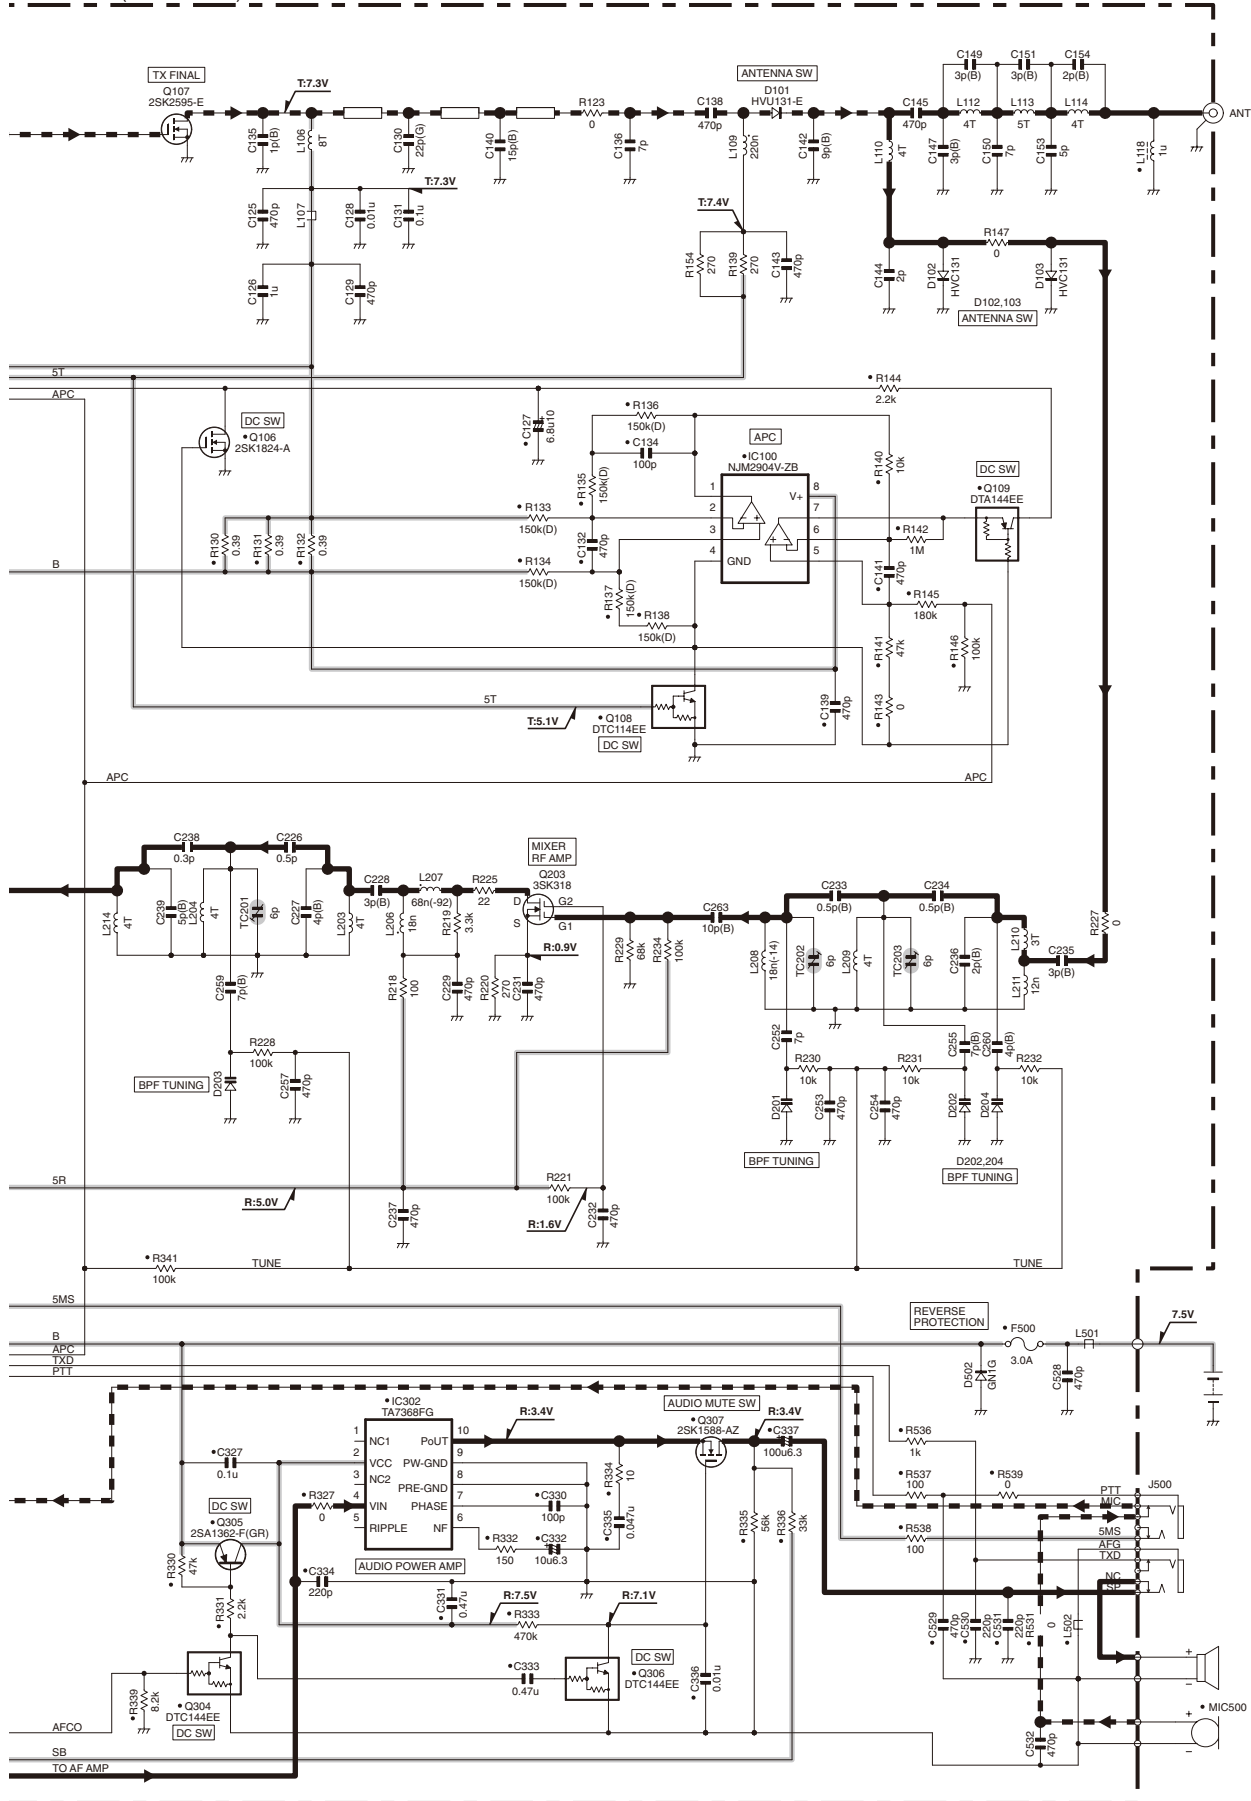 TX FINAL
Q107
2SK2595-E
T:7.3V
C135
1p(B)
L106
8T
C130
22p(G)
C140
15p(B)
R123
0
C136
7p
C138
470p
ANTENNA SW
D101
HVU131-E
L109
220n
C142
9p(B)
L110
4T
C145
470p
C149
3p(B)
C151
3p(B)
C154
2p(B)
L112
4T
L113
5T
L114
4T
C147
3p(B)
C150
7p
C153
5p
• L118
1u
ANT
C125
470p
L107
C128
0.01u
C131
0.1u
T:7.3V
C126
1u
C129
470p
T:7.4V
R154
270
R139
270
C143
470p
C144
2p
D102
HVC131
R147
0
D103
HVC131
D102,103
ANTENNA SW
5T
APC
DC SW
• Q106
2SK1824-A
• C127
6.8u10
• R136
150k(D)
• C134
100p
• R135
150k(D)
APC
• IC100
NJM2904V-ZB
1
2
3
4
GND
V+
8
7
6
5
• R144
2.2k
• R140
10k
DC SW
• Q109
DTA144EE
• R142
1M
• R130
0.39
• R131
0.39
• R132
0.39
• R133
150k(D)
• C132
470p
• R134
150k(D)
B
• R137
150k(D)
• R138
150k(D)
• C141
470p
• R145
180k
• R141
47k
• R146
100k
• R143
0
• C139
470p
5T
T:5.1V
• Q108
DTC114EE
DC SW
APC
APC
C238
0.3p
C226
0.5p
L214
4T
C239
5p(B)
L204
4T
TC201
6p
C227
4p(B)
L203
4T
C228
3p(B)
L207
68n(-92)
R225
22
L206
18n
R219
3.3k
MIXER
RF AMP
Q203
3SK318
D
S
G2
G1
R:0.9V
C259
7p(B)
R218
100
C229
470p
R220
270
C231
470p
R229
68k
R234
100k
C263
10p(B)
C233
0.5p(B)
C234
0.5p(B)
L208
18n(-14)
TC202
6p
L209
4T
TC203
6p
C236
2p(B)
L210
3T
L211
12n
C235
3p(B)
R227
0
R228
100k
BPF TUNING
D203
C257
470p
C252
7p
R230
10k
R231
10k
C255
7p(B)
C260
4p(B)
R232
10k
D201
C253
470p
C254
470p
D202
D204
BPF TUNING
D202,204
BPF TUNING
5R
R:5.0V
C237
470p
R221
100k
R:1.6V
C232
470p
• R341
100k
TUNE
TUNE
5MS
B
APC
TXD
PTT
REVERSE
PROTECTION
• F500
3.0A
L501
7.5V
D502
GN1G
C528
470p
• IC302
TA7368FG
1
NC1
2
VCC
3
NC2
4
VIN
5
RIPPLE
10
PoUT
9
PW-GND
8
PRE-GND
7
PHASE
6
NF
AUDIO POWER AMP
R:3.4V
AUDIO MUTE SW
• Q307
2SK1588-AZ
R:3.4V
• C337
100u6.3
• C327
0.1u
• R327
0
• R334
10
• C330
100p
• C335
0.047u
• R332
150
• C332
10u6.3
• R335
56k
• R336
33k
• R536
1k
• R537
100
• R539
0
• R538
100
PTT
MIC
5MS
AFG
TXD
NC
SP
J500
DC SW
• Q305
2SA1362-F(GR)
• R330
47k
• C334
220p
• R331
2.2k
• C331
0.47u
R:7.5V
• R333
470k
R:7.1V
• C529
470p
• C530
220p
• C531
220p
• R531
0
• L502
• C333
0.47u
DC SW
• Q306
DTC144EE
• C336
0.01u
• R339
8.2k
• Q304
DTC144EE
DC SW
+
−
+
−
• MIC500
C532
470p
AFCO
SB
TO AF AMP